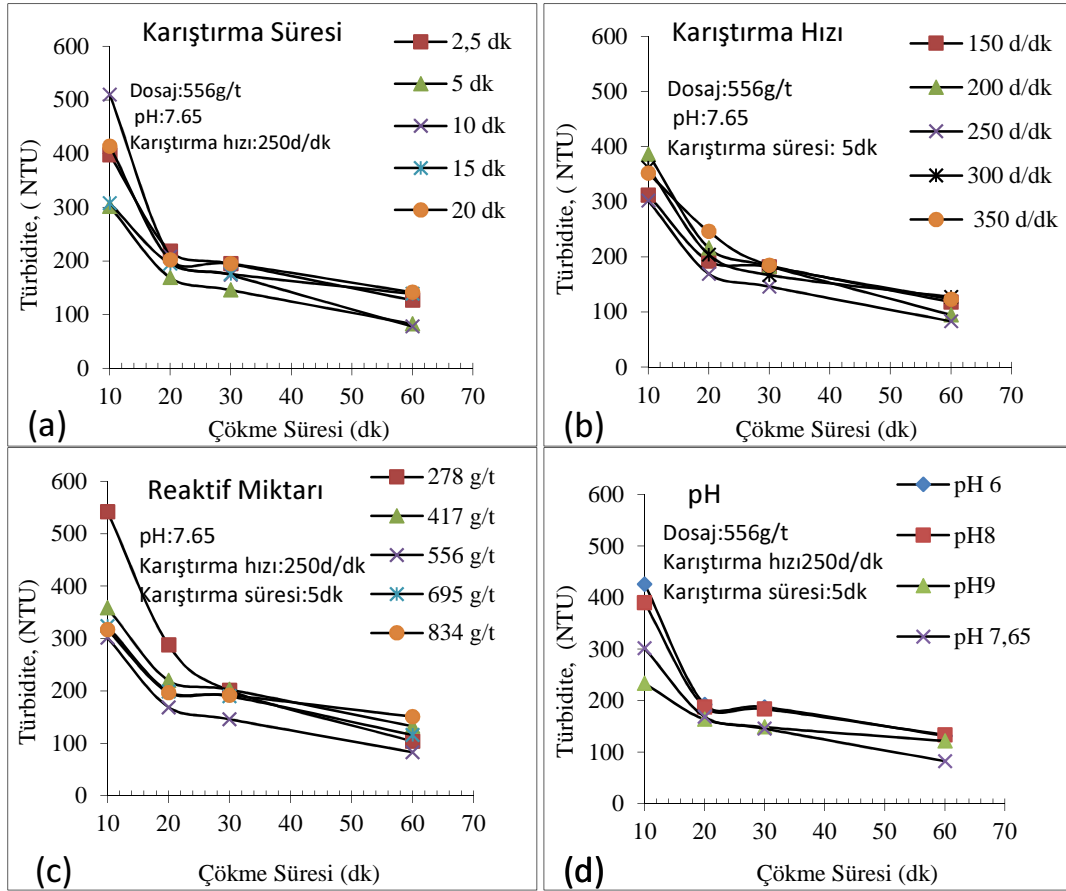 Karıştırma Süresi
Dosaj:556g/t
pH:7.65
Karıştırma hızı:250d/dk
2,5 dk
5 dk
10 dk
15 dk
20 dk
Türbidite, ( NTU)
600
500
400
300
200
100
0
10 20 30 40 50 60 70
(a)
Çökme Süresi (dk)
Karıştırma Hızı
Dosaj:556g/t
pH:7.65
Karıştırma süresi: 5dk
150 d/dk
200 d/dk
250 d/dk
300 d/dk
350 d/dk
Türbidite, ( NTU)
600
500
400
300
200
100
0
10 20 30 40 50 60 70
(b)
Çökme Süresi (dk)
Reaktif Miktarı
pH:7.65
Karıştırma hızı:250d/dk
Karıştırma süresi:5dk
278 g/t
417 g/t
556 g/t
695 g/t
834 g/t
Türbidite, (NTU)
600
500
400
300
200
100
0
10 20 30 40 50 60 70
(c)
Çökme Süresi (dk)
pH
Dosaj:556g/t
Karıştırma hızı250d/dk
Karıştırma süresi:5dk
pH 6
pH8
pH9
pH 7,65
Türbidite, (NTU)
600
500
400
300
200
100
0
10 20 30 40 50 60 70
(d)
Çökme Süresi (dk)